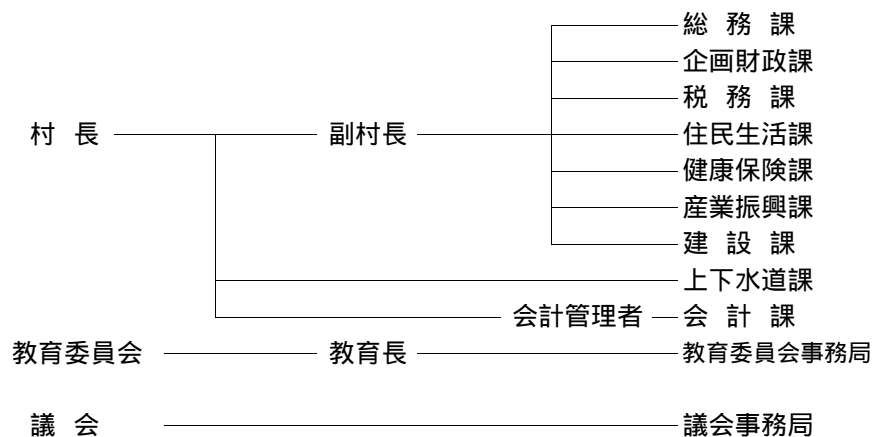 総務課
企画財政課
税務課
村長 副村長 住民生活課
健康保険課
産業振興課
建設課
上下水道課
会計管理者 会計課
教育委員会 教育長 教育委員会事務局
議会 議会事務局